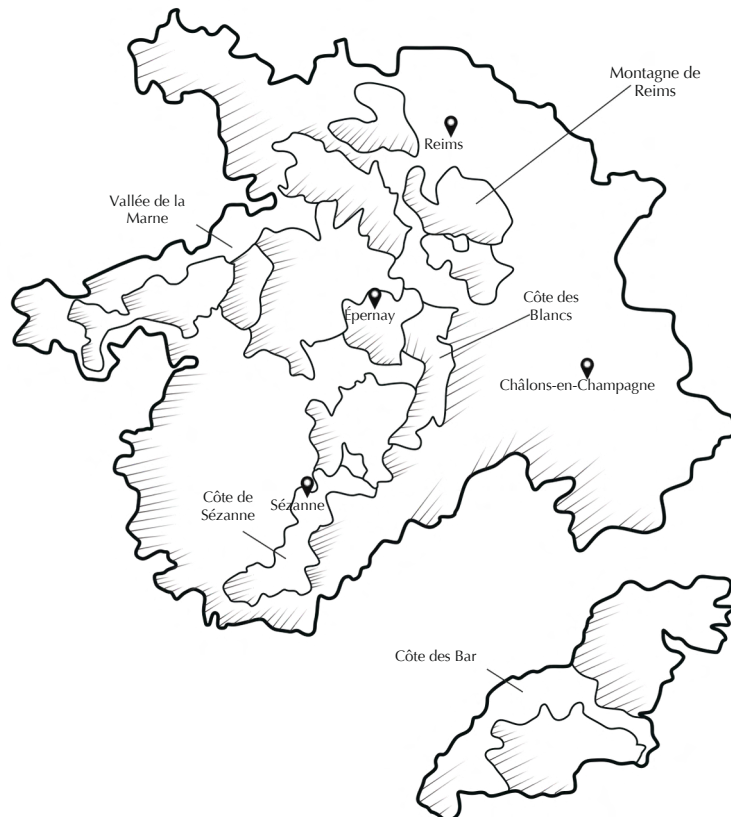 Montagne de
Reims
Reims
Vallée de la
Marne
Côte des
Blancs
Épernay
Châlons-en-Champagne
Côte de
Sézanne
Sézanne
Côte des Bar